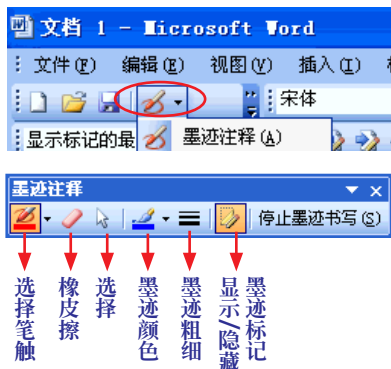 文档 1 - Microsoft Word
文件(F) 编辑(E) 视图(V) 插入(I)
宋体
显示标记的最
墨迹注释(A)
墨迹注释
停止墨迹书写(S)
选择笔触
橡皮擦
选择
墨迹颜色
墨迹粗细
显示/隐藏
墨迹标记